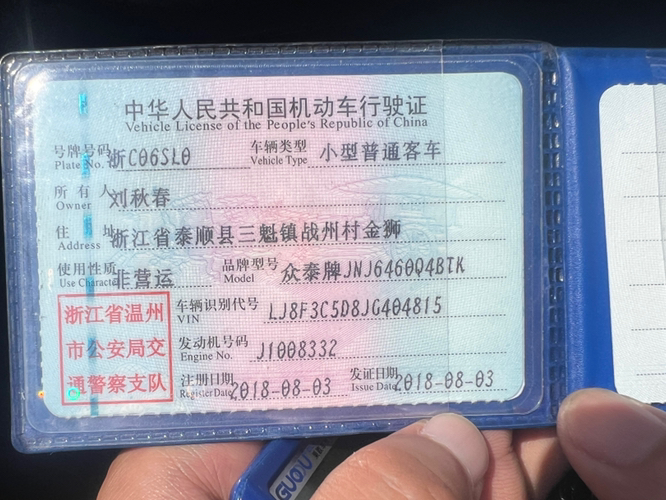 中华人民共和国机动车行驶证
Vehicle License of the People's Republic of China
号牌号码 浙C06SL0 车辆类型 小型普通客车
Plate No. Vehicle Type
所有人 刘秋春
Owner
住址 浙江省泰顺县三魁镇战州村金狮
Address
使用性质 非营运 品牌型号 众泰牌JNJ6460Q4BTK
Use Character Model
浙江省温州
市公安局交
通警察支队
车辆识别代号 LJ8F3C5D8JG404815
VIN
发动机号码 J1008332
Engine No.
注册日期 2018-08-03 发证日期 2018-08-03
Register Date Issue Date
GUOU